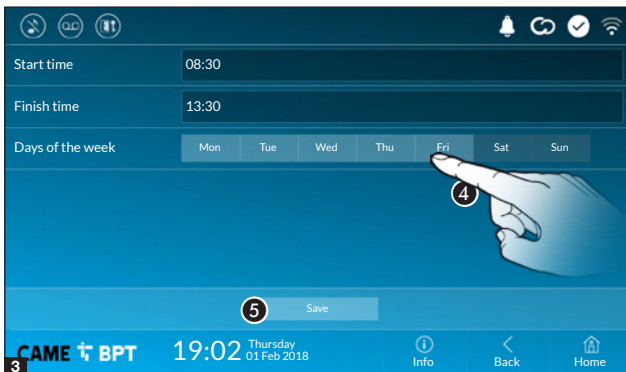 Start time 08:30
Finish time 13:30
Days of the week Mon Tue Wed Thu Fri Sat Sun
4
5 Save
CAME BPT 19:02 Thursday
01 Feb 2018
Info Back Home
3